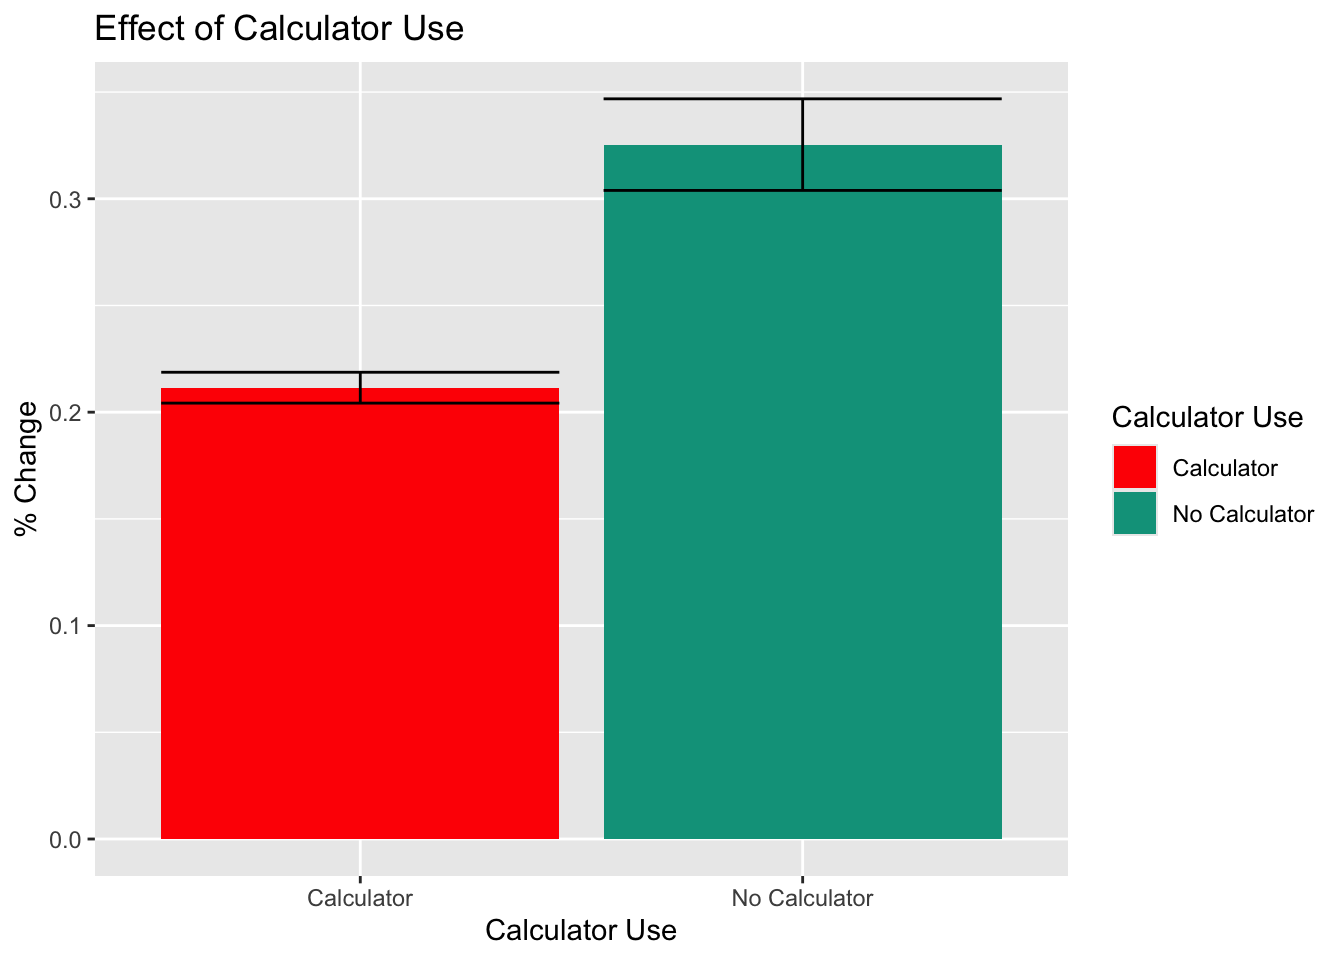 Effect of Calculator Use
% Change
0.3
0.2
0.1
0.0
Calculator
No Calculator
Calculator Use
Calculator Use
Calculator
No Calculator